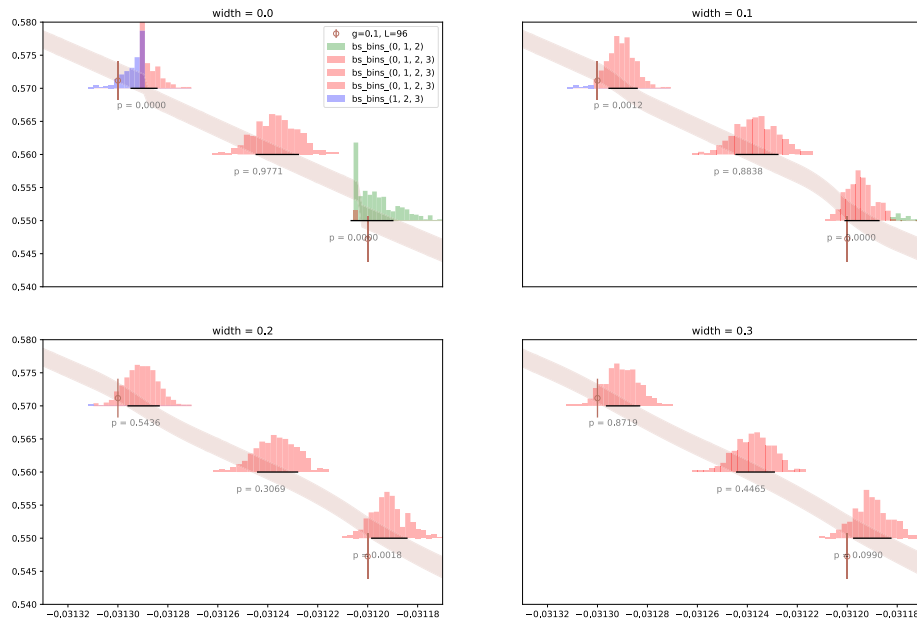 width = 0.0
0.580
0.575
0.570
0.565
0.560
0.555
0.550
0.545
0.540
g=0.1, L=96
bs_bins_(0, 1, 2)
bs_bins_(0, 1, 2, 3)
bs_bins_(0, 1, 2, 3)
bs_bins_(0, 1, 2, 3)
bs_bins_(1, 2, 3)
p = 0.0000
p = 0.9771
p = 0.0000
width = 0.1
p = 0.0012
p = 0.8838
p = 0.0000
width = 0.2
0.580
0.575
0.570
0.565
0.560
0.555
0.550
0.545
0.540
p = 0.5436
p = 0.3069
p = 0.0018
−0.03132 −0.03130 −0.03128 −0.03126 −0.03124 −0.03122 −0.03120 −0.03118
width = 0.3
p = 0.8719
p = 0.4465
p = 0.0990
−0.03132 −0.03130 −0.03128 −0.03126 −0.03124 −0.03122 −0.03120 −0.03118